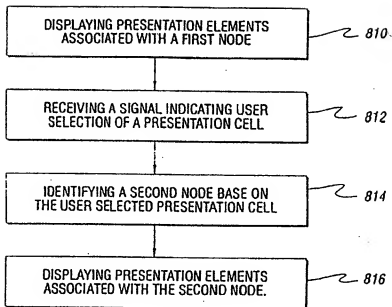 DISPLAYING PRESENTATION ELEMENTS
ASSOCIATED WITH A FIRST NODE
810
RECEIVING A SIGNAL INDICATING USER
SELECTION OF A PRESENTATION CELL
812
IDENTIFYING A SECOND NODE BASE ON
THE USER SELECTED PRESENTATION CELL
814
DISPLAYING PRESENTATION ELEMENTS
ASSOCIATED WITH THE SECOND NODE.
816